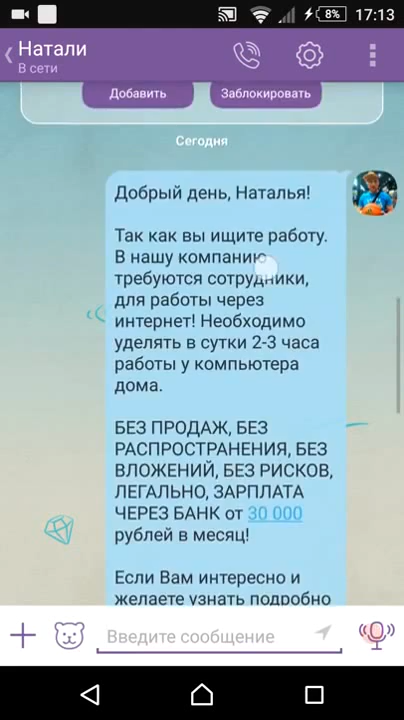 8% 17:13
Натали
В сети
Добавить Заблокировать
Сегодня
Добрый день, Наталья!
Так как вы ищите работу.
В нашу компанию
требуются сотрудники,
для работы через
интернет! Необходимо
уделять в сутки 2-3 часа
работы у компьютера
дома.
БЕЗ ПРОДАЖ, БЕЗ
РАСПРОСТРАНЕНИЯ, БЕЗ
ВЛОЖЕНИЙ, БЕЗ РИСКОВ,
ЛЕГАЛЬНО, ЗАРПЛАТА
ЧЕРЕЗ БАНК от 30 000
рублей в месяц!
Если Вам интересно и
желаете узнать подробно
Введите сообщение